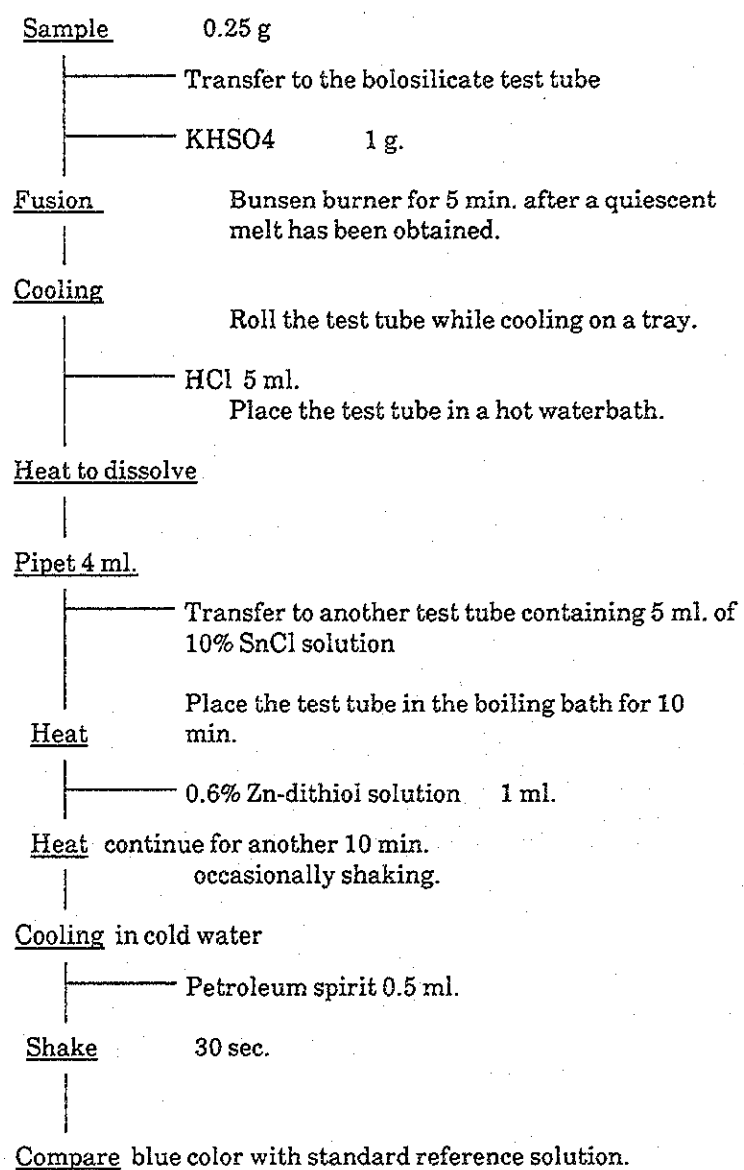 Sample 0.25 g
Transfer to the bolosilicate test tube
KHSO4 1 g.
Fusion Bunsen burner for 5 min. after a quiescent
melt has been obtained.
Cooling
Roll the test tube while cooling on a tray.
HCl 5 ml.
Place the test tube in a hot waterbath.
Heat to dissolve
Pipet 4 ml.
Transfer to another test tube containing 5 ml. of
10% SnCl solution
Place the test tube in the boiling bath for 10
Heat min.
0.6% Zn-dithiol solution 1 ml.
Heat continue for another 10 min.
occasionally shaking.
Cooling in cold water
Petroleum spirit 0.5 ml.
Shake 30 sec.
Compare blue color with standard reference solution.